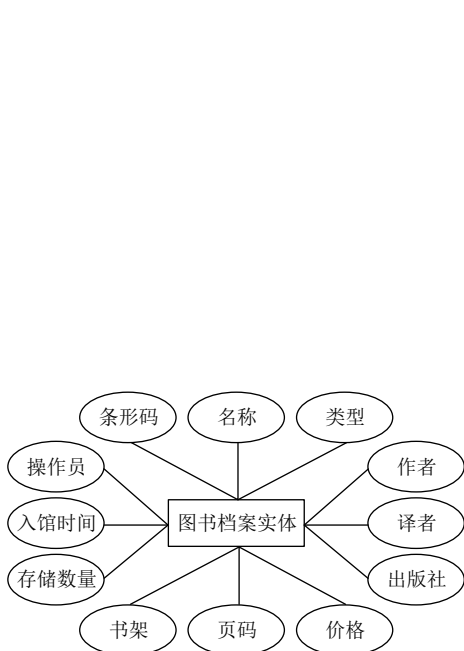 条形码 名称 类型
操作员 作者
入馆时间 图书档案实体 译者
存储数量 出版社
书架 页码 价格